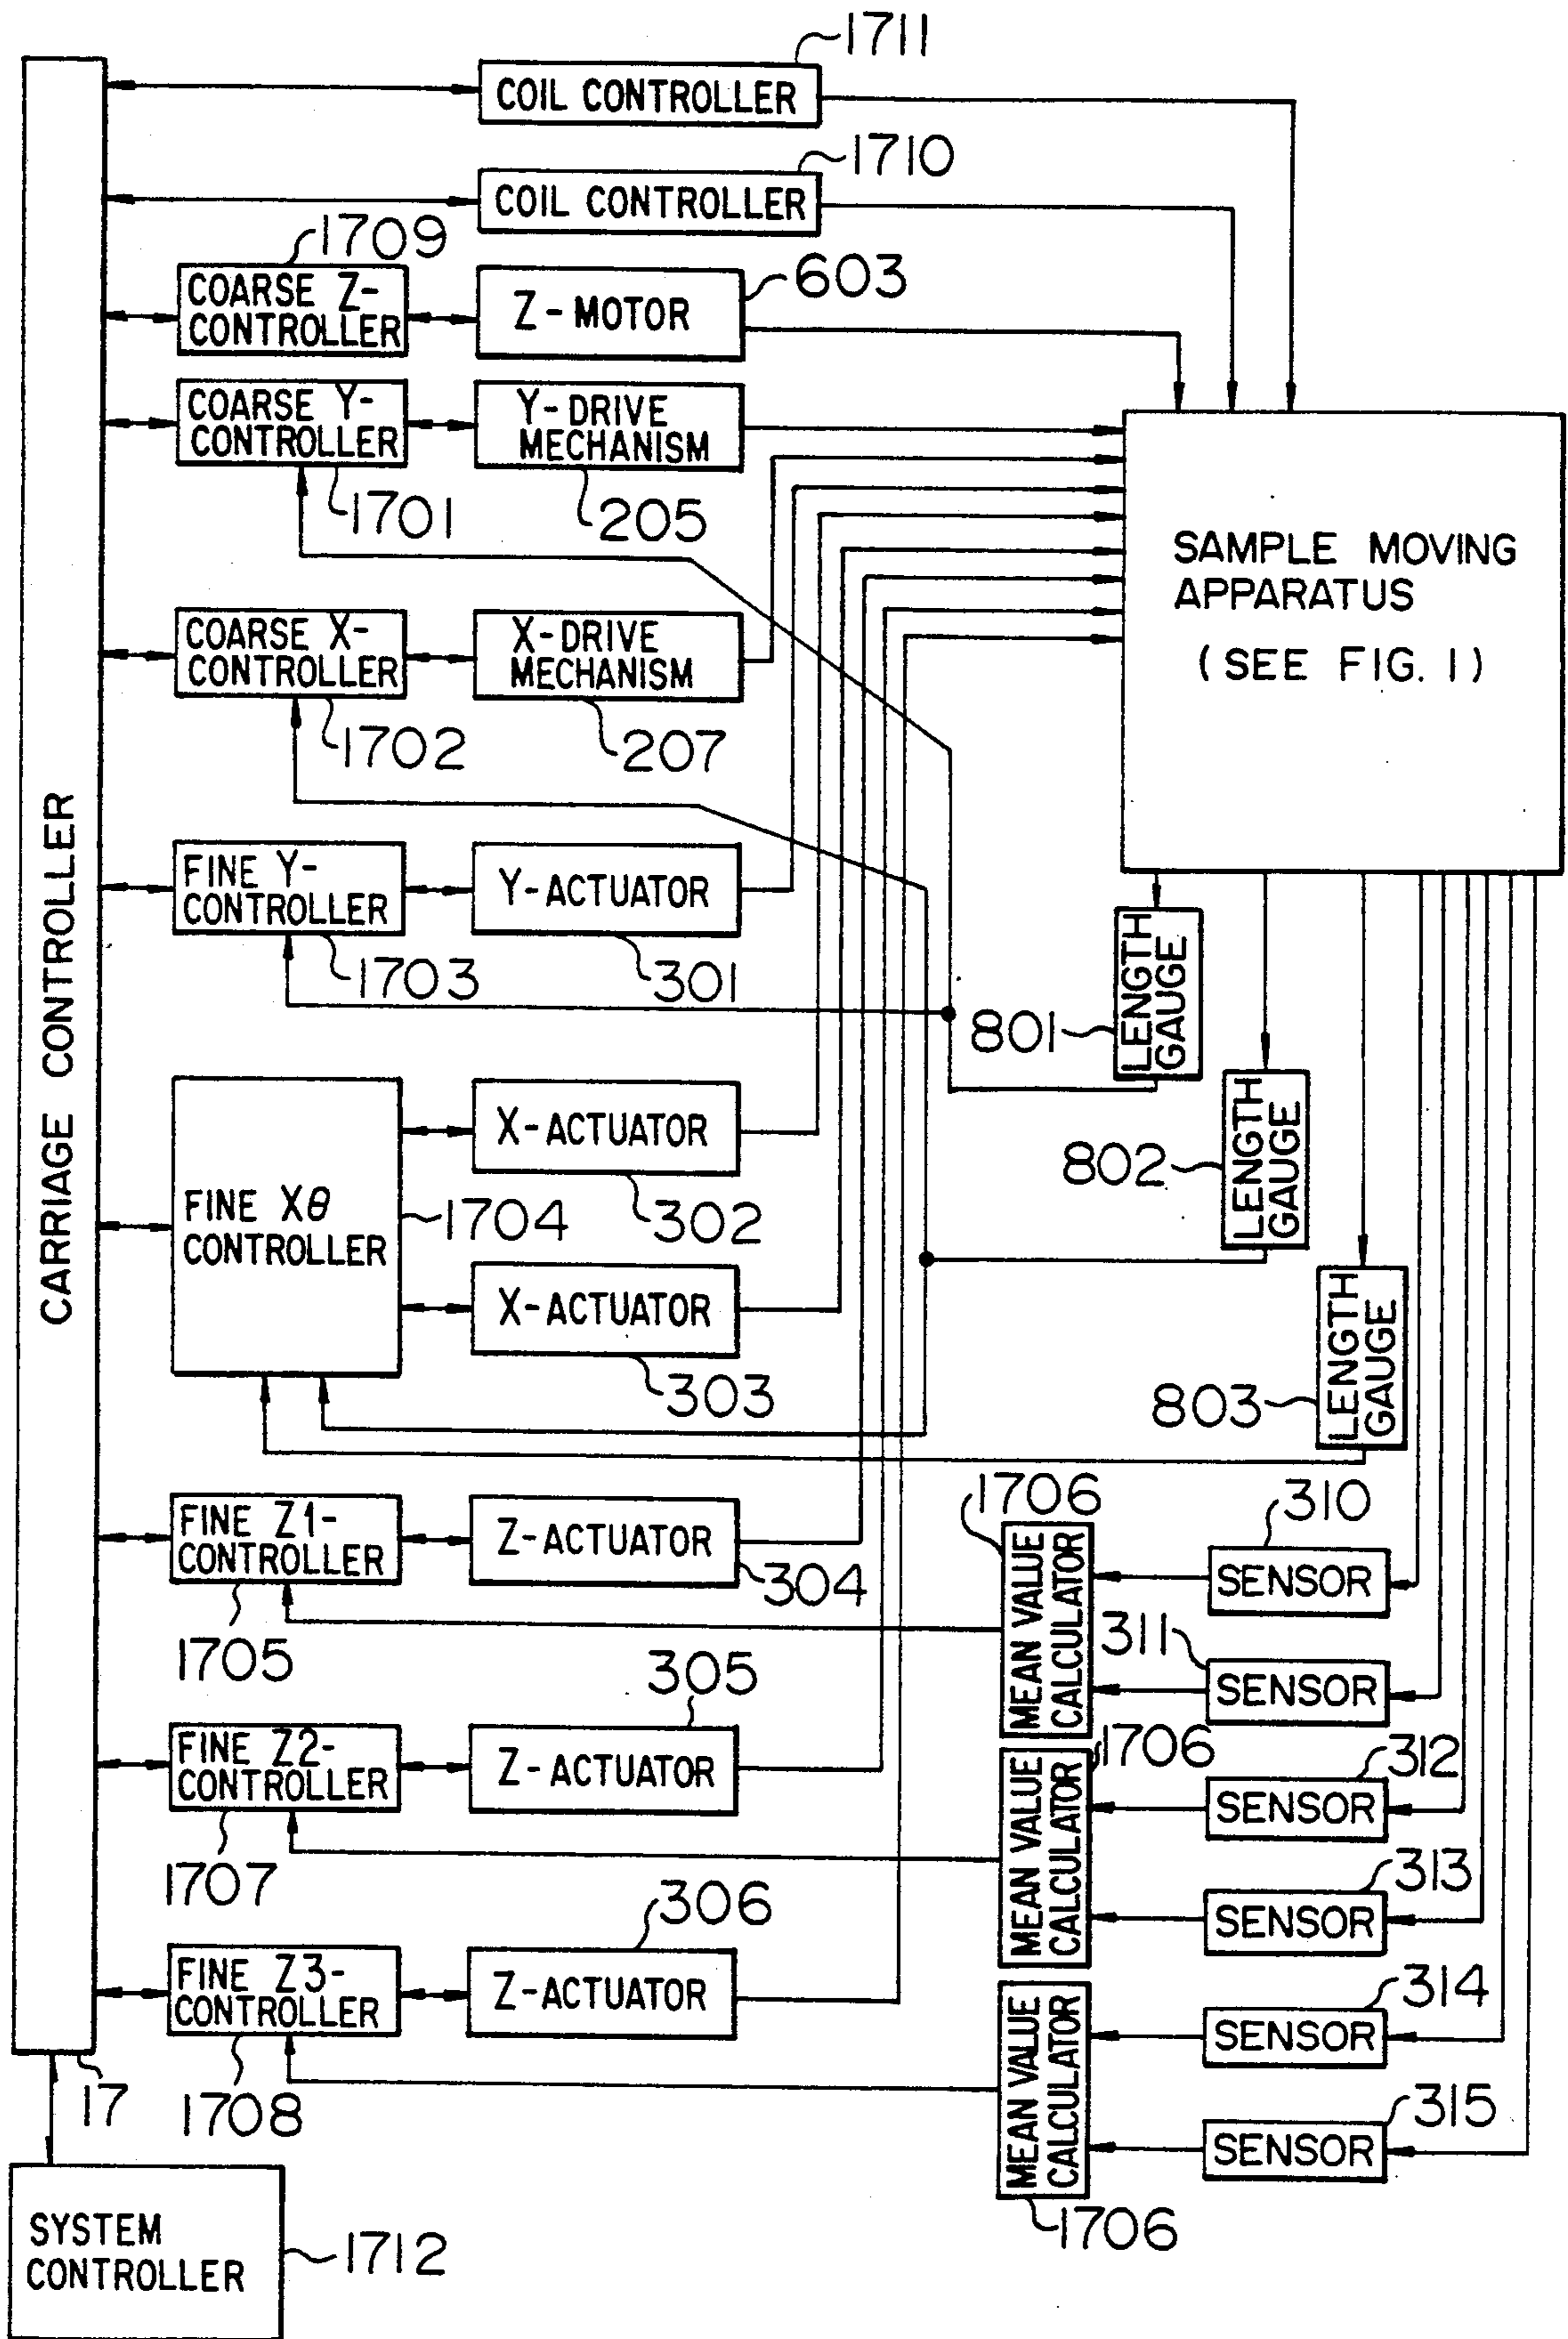 1711
COIL CONTROLLER
1710
COIL CONTROLLER
1709
COARSE Z-
CONTROLLER
Z-MOTOR
603
COARSE Y-
CONTROLLER
Y-DRIVE
MECHANISM
1701
205
SAMPLE MOVING
APPARATUS
(SEE FIG. 1)
COARSE X-
CONTROLLER
X-DRIVE
MECHANISM
1702
207
CARRIAGE CONTROLLER
FINE Y-
CONTROLLER
Y-ACTUATOR
1703
301
801
LENGTH
GAUGE
X-ACTUATOR
302
802
LENGTH
GAUGE
FINE Xθ
CONTROLLER
1704
X-ACTUATOR
303
803
LENGTH
GAUGE
FINE Z1-
CONTROLLER
Z-ACTUATOR
304
1705
1706
MEAN VALUE
CALCULATOR
310
SENSOR
311
SENSOR
305
FINE Z2-
CONTROLLER
Z-ACTUATOR
1707
1706
MEAN VALUE
CALCULATOR
312
SENSOR
313
SENSOR
306
FINE Z3-
CONTROLLER
Z-ACTUATOR
1708
MEAN VALUE
CALCULATOR
1706
314
SENSOR
315
SENSOR
17
SYSTEM
CONTROLLER
1712